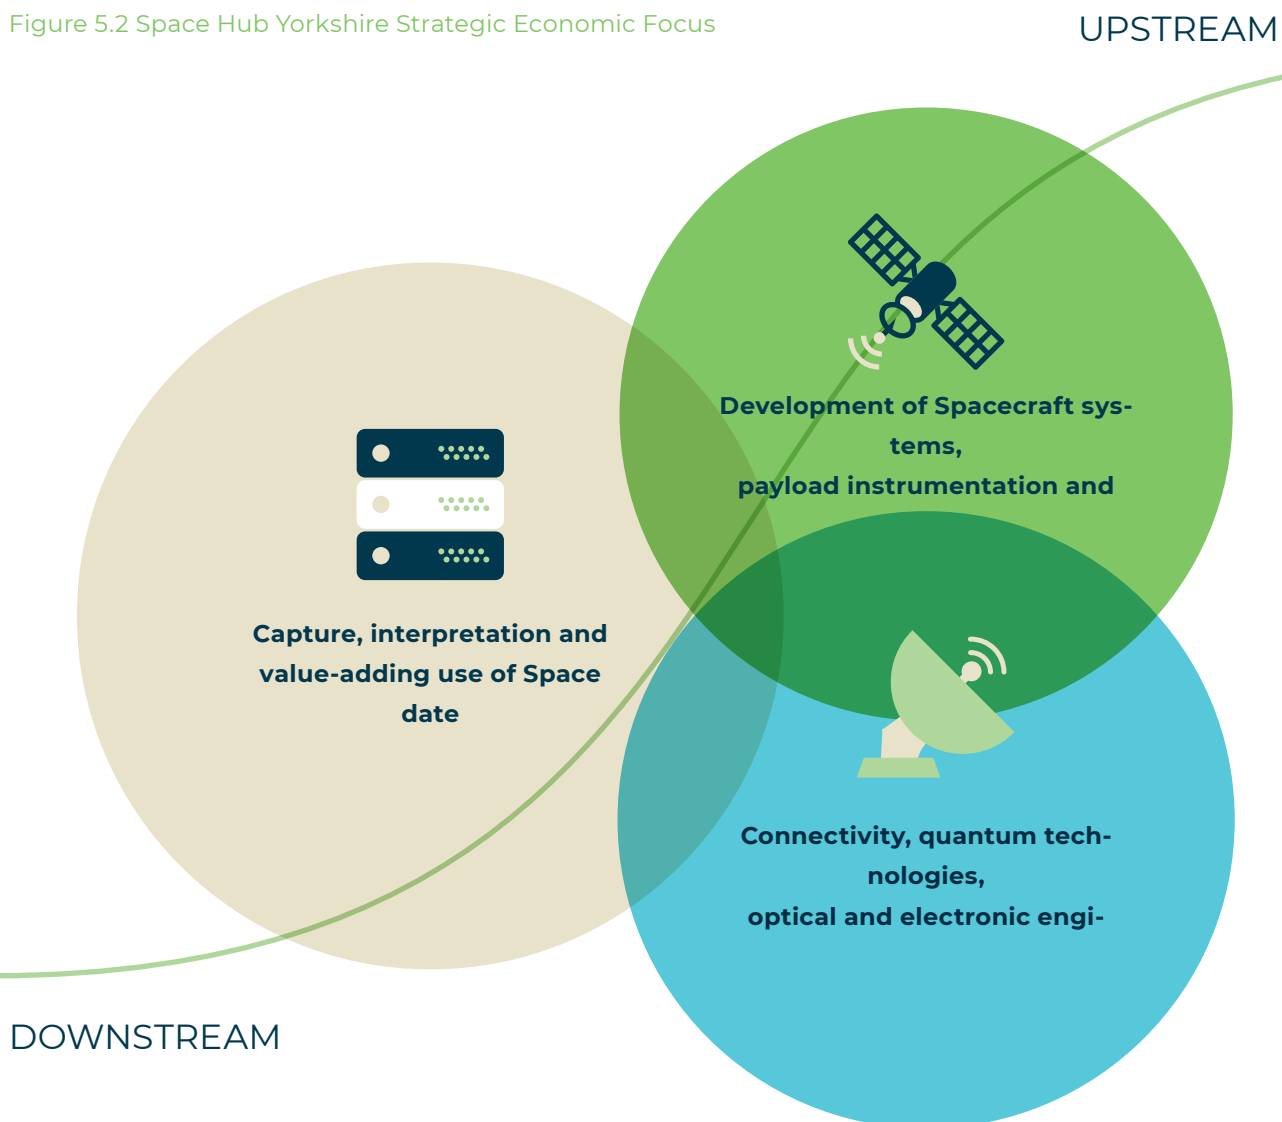 Figure 5.2 Space Hub Yorkshire Strategic Economic Focus
UPSTREAM
Development of Spacecraft sys-
tems,
payload instrumentation and
Capture, interpretation and
value-adding use of Space
date
Connectivity, quantum tech-
nologies,
optical and electronic engi-
DOWNSTREAM